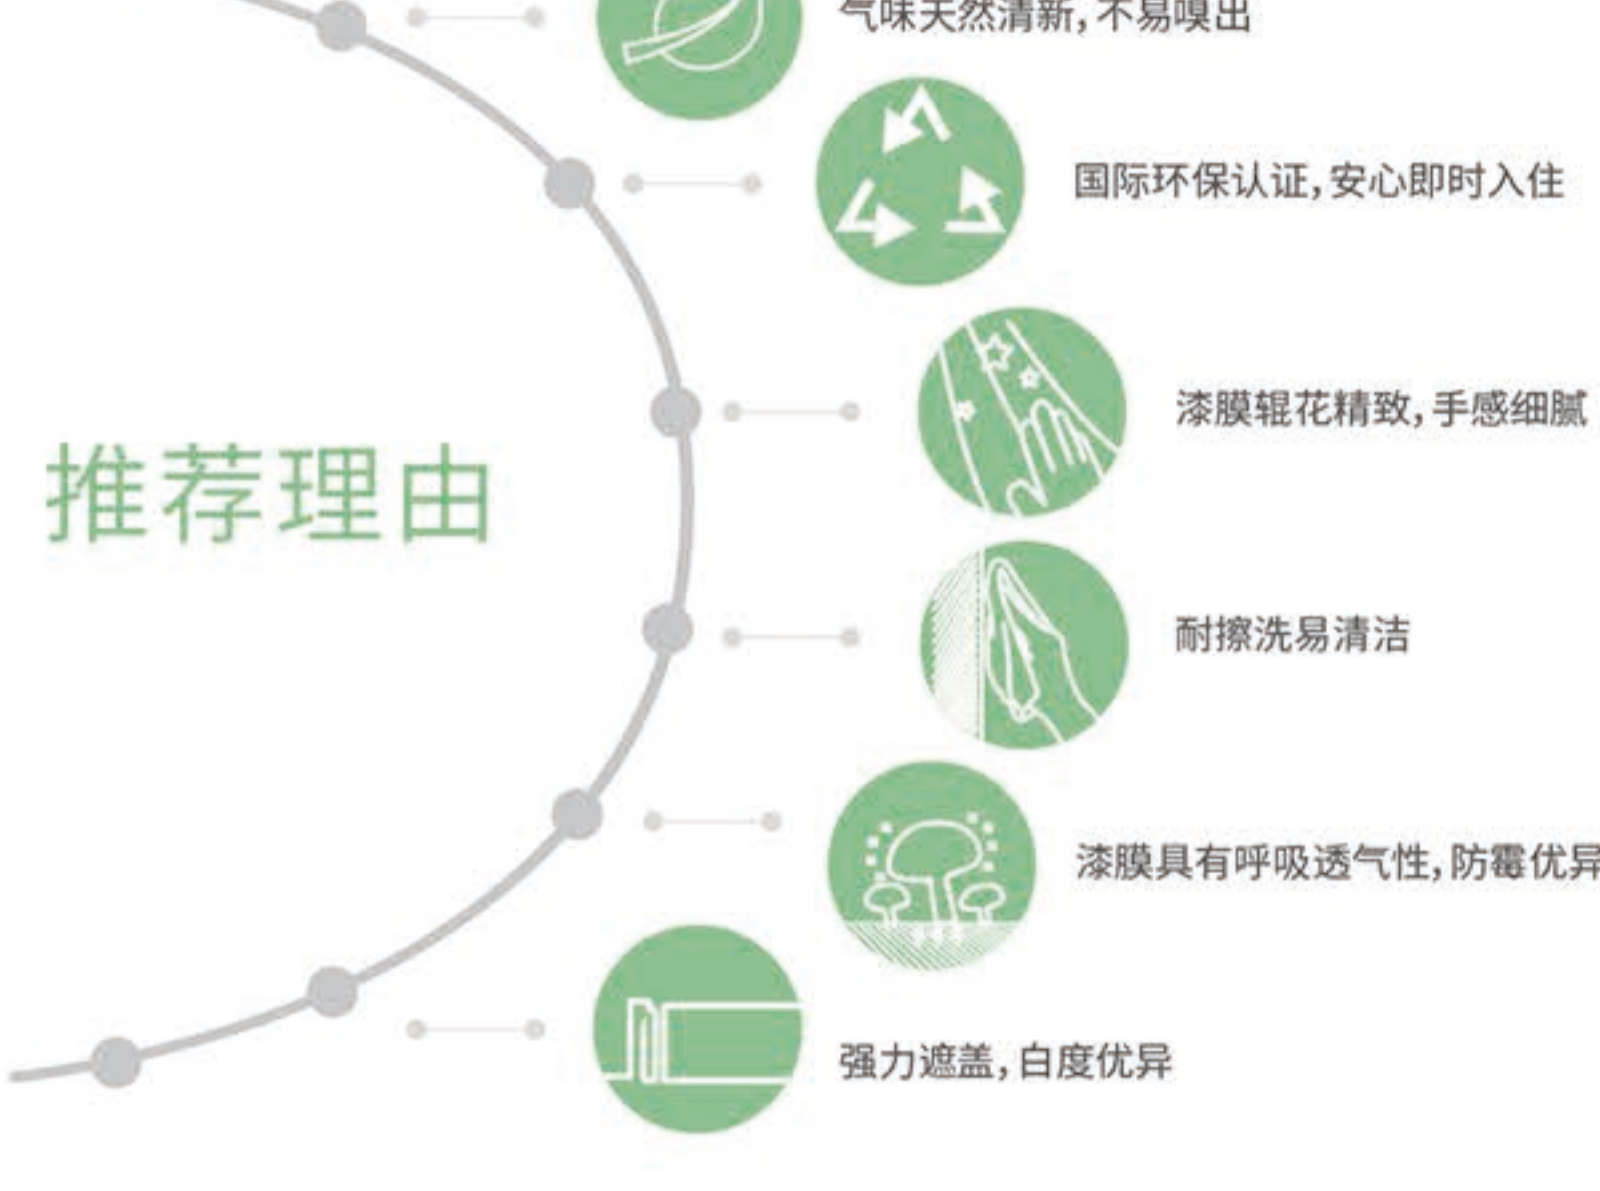 气味天然清新，不易嗅出
国际环保认证，安心即时入住
漆膜辊花精致，手感细腻
推荐理由
耐擦洗易清洁
漆膜具有呼吸透气性，防霉优异
强力遮盖，白度优异